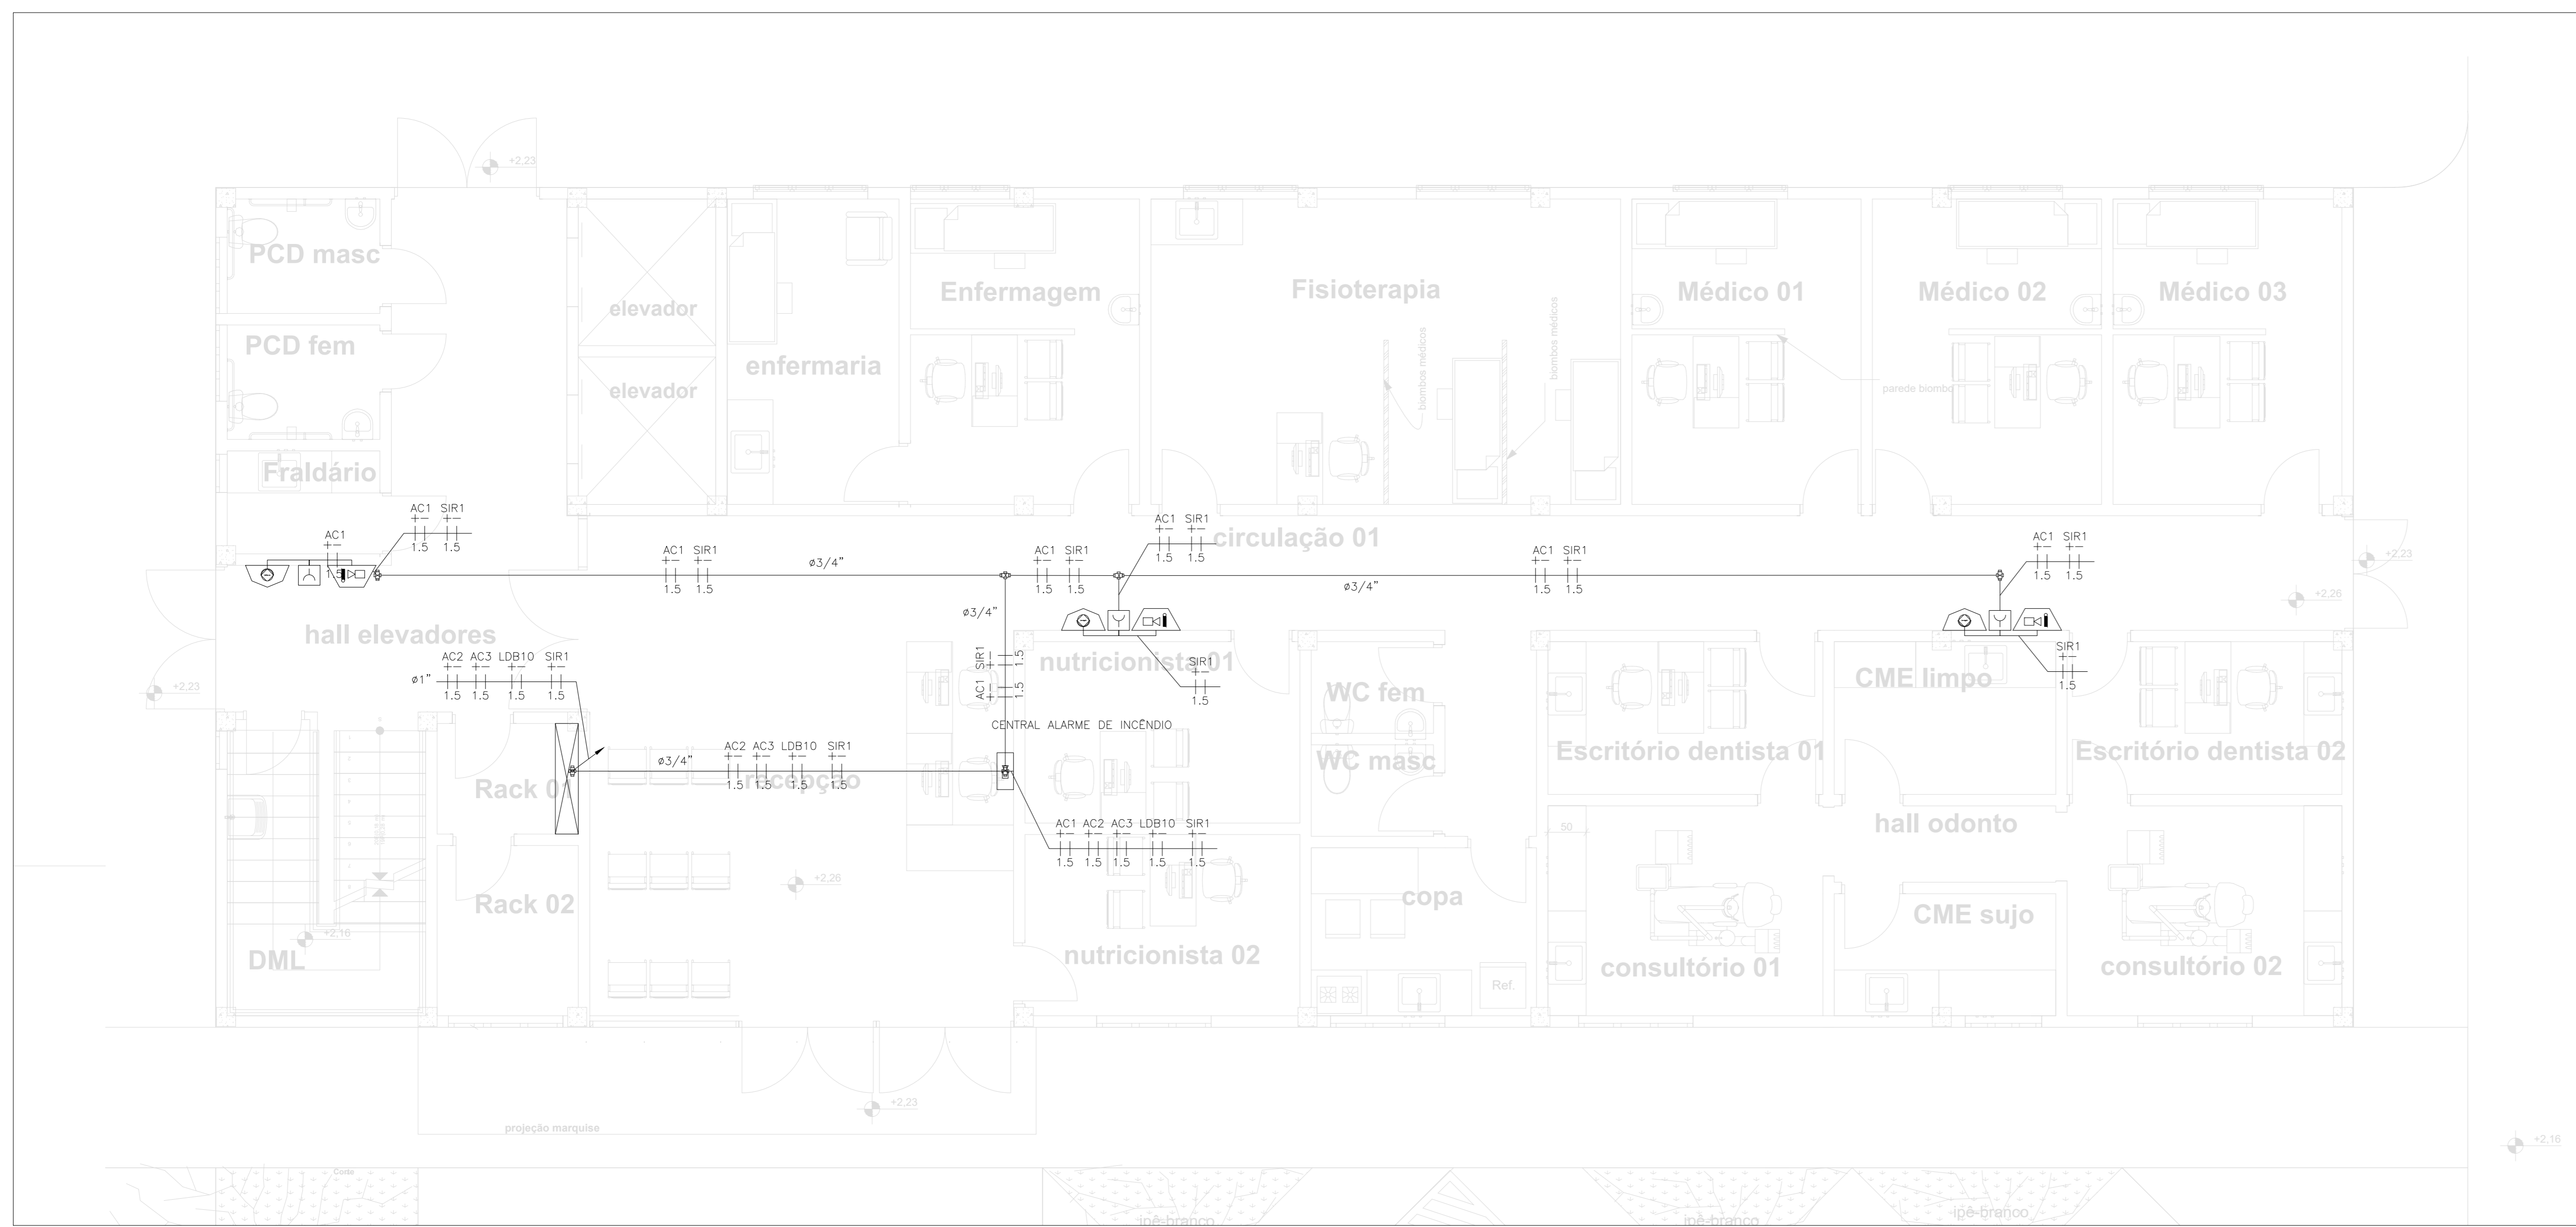 +2,23
PCD masc
elevador
Enfermagem
Fisioterapia
Médico 01
Médico 02
Médico 03
PCD fem
elevador
enfermaria
biombos médicos
biombos médicos
parede biombo
Fraldário
AC1 SIR1
+- +-
1.5 1.5
AC1
+-
1.5
AC1 SIR1
+- +-
1.5 1.5
ø3/4"
AC1 SIR1
+- +-
1.5 1.5
AC1 SIR1
+- +-
1.5 1.5
circulação 01
ø3/4"
AC1 SIR1
+- +-
1.5 1.5
AC1 SIR1
+- +-
1.5 1.5
+2,23
+2,26
ø3/4"
hall elevadores
+2,23
AC2 AC3 LDB10 SIR1
+- +- +- +-
ø1"
1.5 1.5 1.5 1.5
SIR1
+-
1.5
AC1
+-
1.5
nutricionista 01
SIR1
+-
1.5
WC fem
CME limpo
SIR1
+-
1.5
CENTRAL ALARME DE INCÊNDIO
ø3/4"
AC2 AC3 LDB10 SIR1
+- +- +- +-
1.5 1.5 1.5 1.5
Rack 01
recepção
WC masc
Escritório dentista 01
Escritório dentista 02
AC1 AC2 AC3 LDB10 SIR1
+- +- +- +- +-
1.5 1.5 1.5 1.5 1.5
50
hall odonto
+2,26
Rack 02
copa
CME sujo
+2,16
DML
nutricionista 02
Ref.
consultório 01
consultório 02
+2,23
projeção marquise
+2,16
Corte
ipê-branco
ipê-branco
ipê-branco